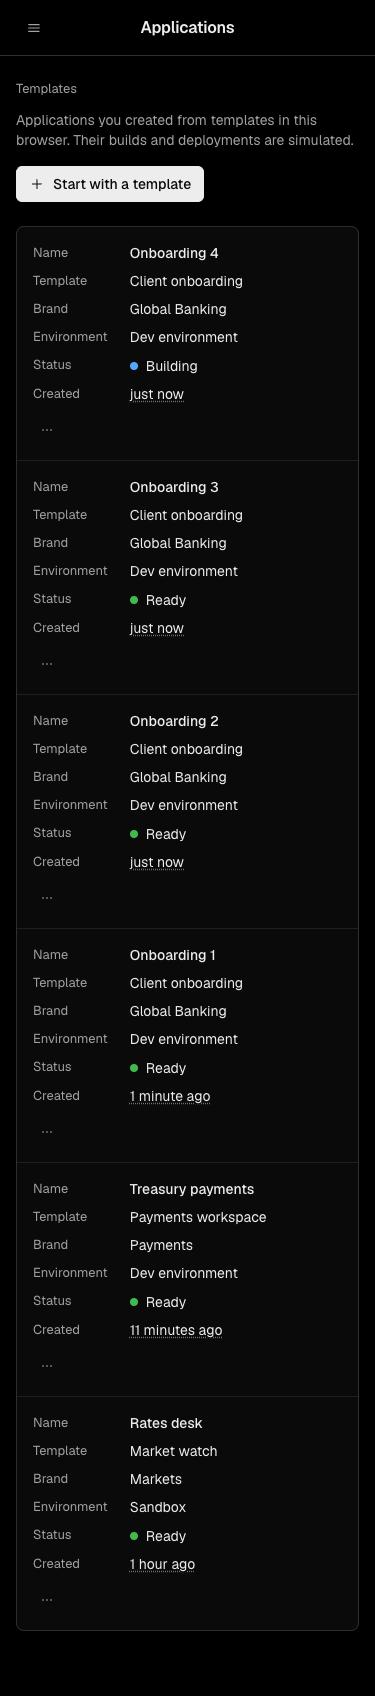 Applications
Templates
Applications you created from templates in this
browser. Their builds and deployments are simulated.
+ Start with a template
Name Onboarding 4
Template Client onboarding
Brand Global Banking
Environment Dev environment
Status Building
Created just now
...
Name Onboarding 3
Template Client onboarding
Brand Global Banking
Environment Dev environment
Status Ready
Created just now
...
Name Onboarding 2
Template Client onboarding
Brand Global Banking
Environment Dev environment
Status Ready
Created just now
...
Name Onboarding 1
Template Client onboarding
Brand Global Banking
Environment Dev environment
Status Ready
Created 1 minute ago
...
Name Treasury payments
Template Payments workspace
Brand Payments
Environment Dev environment
Status Ready
Created 11 minutes ago
...
Name Rates desk
Template Market watch
Brand Markets
Environment Sandbox
Status Ready
Created 1 hour ago
...